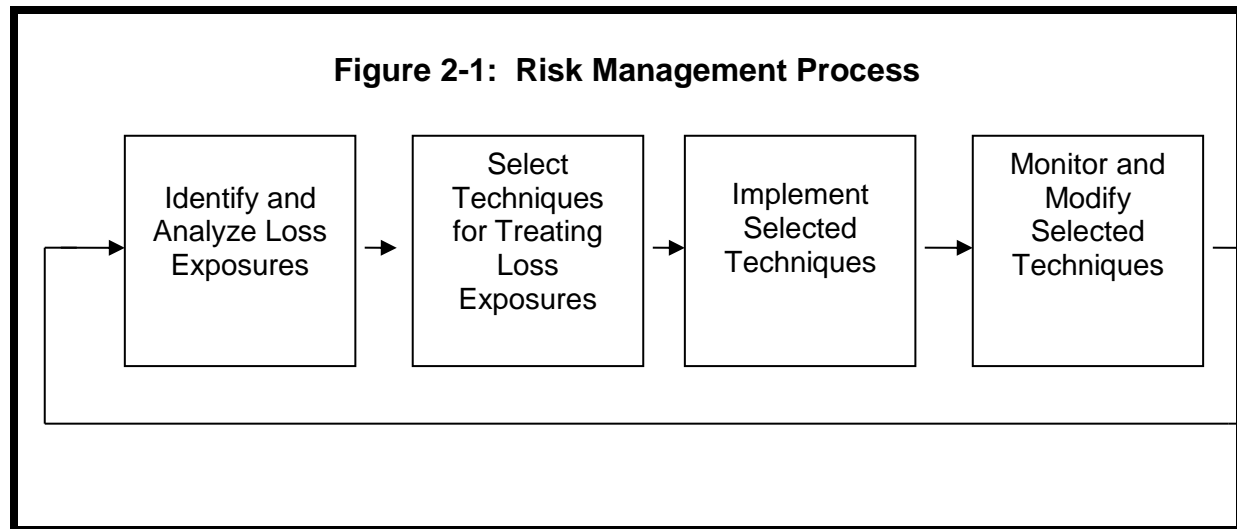 Figure 2-1:  Risk Management Process
Identify and
Analyze Loss
Exposures
Select
Techniques
for Treating
Loss
Exposures
Implement
Selected
Techniques
Monitor and
Modify
Selected
Techniques